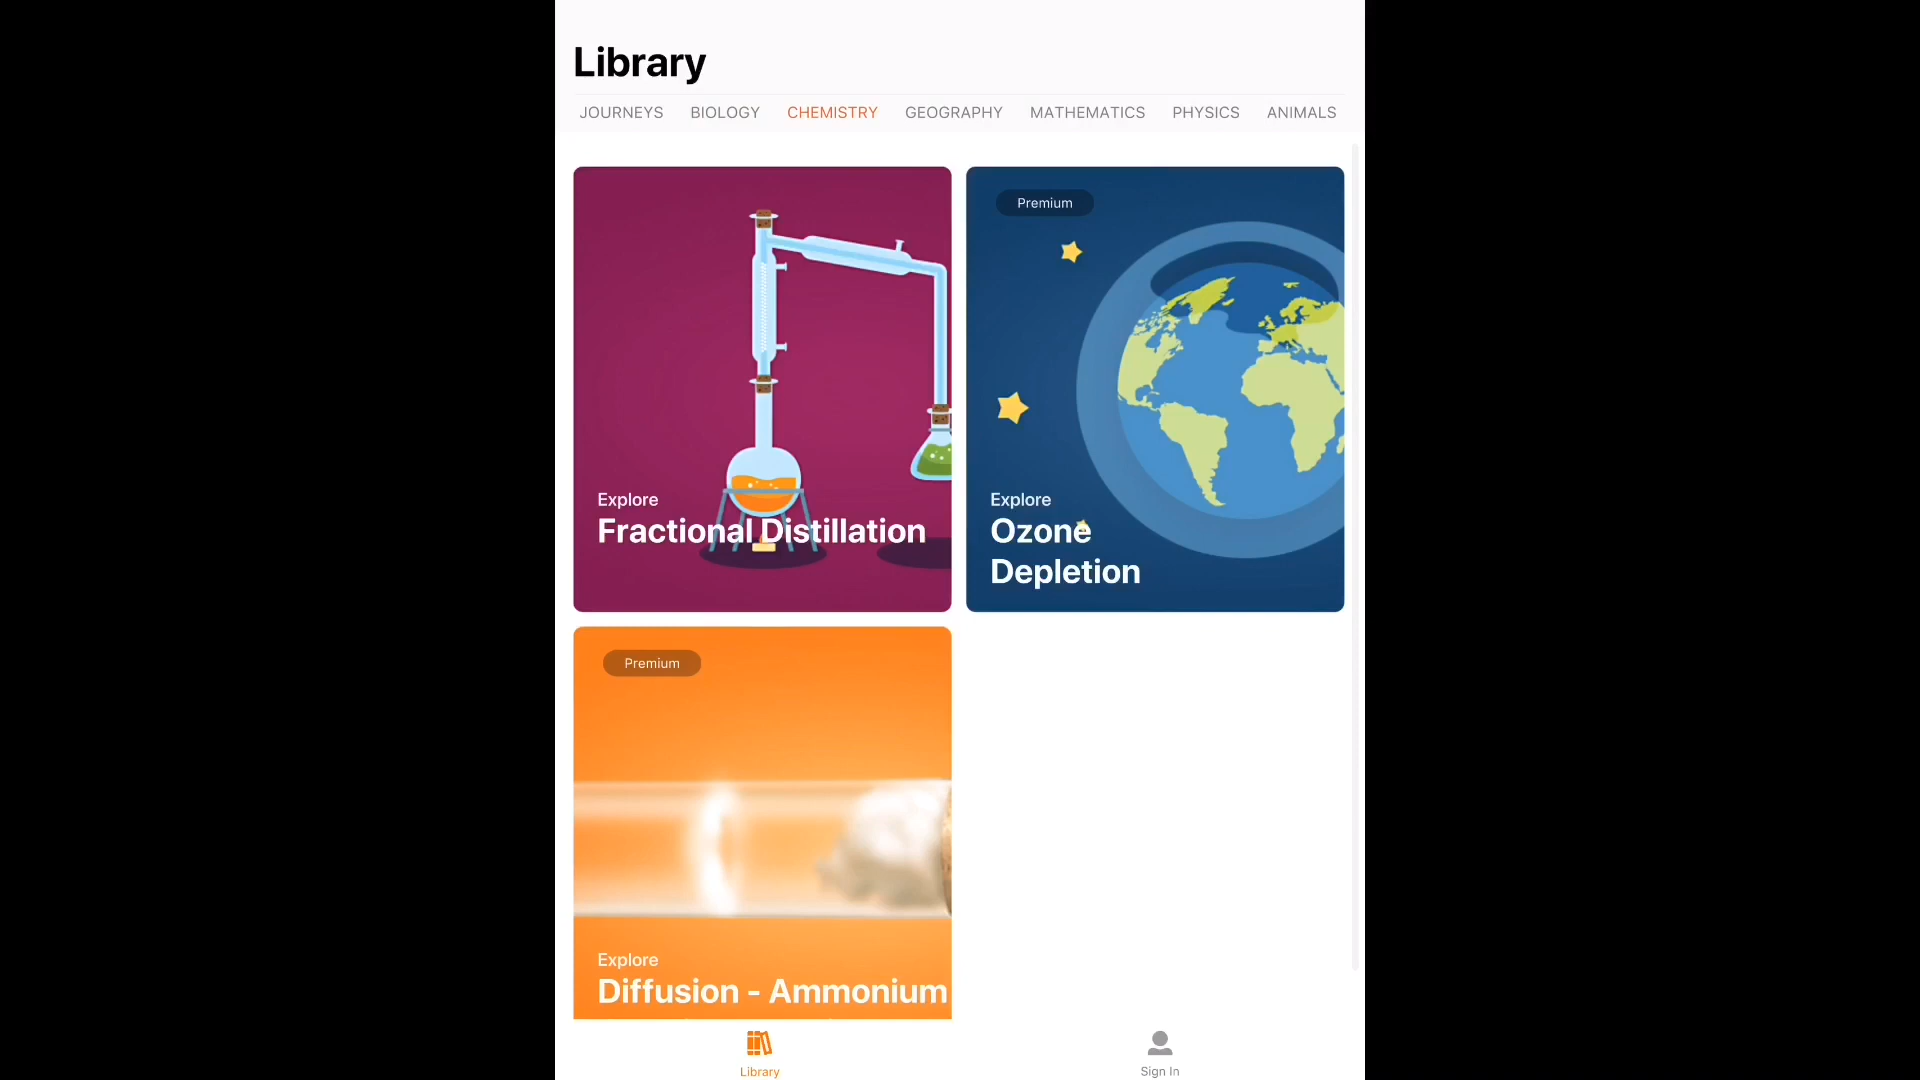 Library
JOURNEYS BIOLOGY CHEMISTRY GEOGRAPHY MATHEMATICS PHYSICS ANIMALS
Explore
Fractional Distillation
Premium
Explore
Ozone
Depletion
Premium
Explore
Diffusion - Ammonium
Library
Sign In